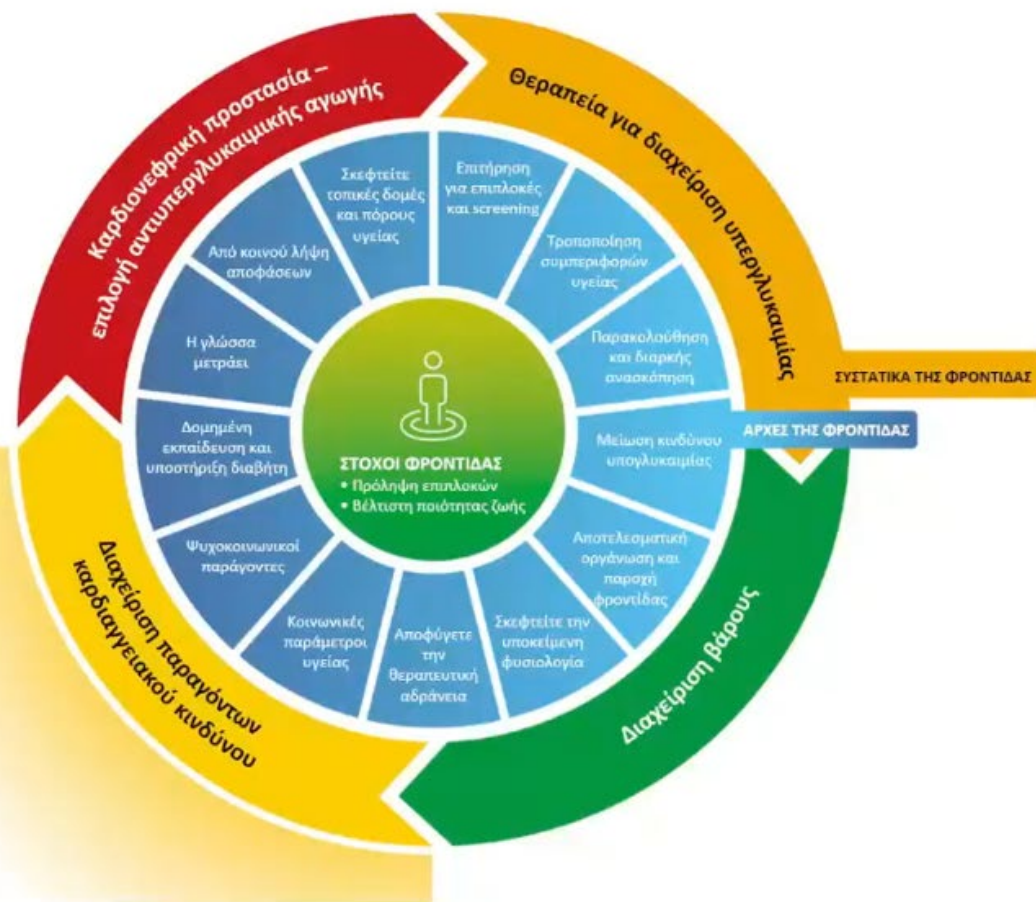 Καρδιονεφρική προστασία –
επιλογή αντιυπεργλυκαιμικής αγωγής
Θεραπεία για διαχείριση υπεργλυκαιμίας
Σκεφτείτε
τοπικές δομές
και πόρους
υγείας
Επιτήρηση
για επιπλοκές
και screening
Από κοινού λήψη
αποφάσεων
Τροποποίηση
συμπεριφορών
υγείας
Η γλώσσα
μετράει
Παρακολούθηση
και διαρκής
ανασκόπηση
ΣΥΣΤΑΤΙΚΑ ΤΗΣ ΦΡΟΝΤΙΔΑΣ
ΑΡΧΕΣ ΤΗΣ ΦΡΟΝΤΙΔΑΣ
Δομημένη
εκπαίδευση και
υποστήριξη διαβήτη
ΣΤΟΧΟΙ ΦΡΟΝΤΙΔΑΣ
• Πρόληψη επιπλοκών
• Βέλτιστη ποιότητας ζωής
Μείωση κινδύνου
υπογλυκαιμίας
Ψυχοκοινωνικοί
παράγοντες
Αποτελεσματική
οργάνωση και
παροχή
φροντίδας
Κοινωνικές
παράμετροι
υγείας
Αποφύγετε
την
θεραπευτική
αδράνεια
Σκεφτείτε την
υποκείμενη
φυσιολογία
Διαχείριση παραγόντων
καρδιαγγειακού κινδύνου
Διαχείριση βάρους